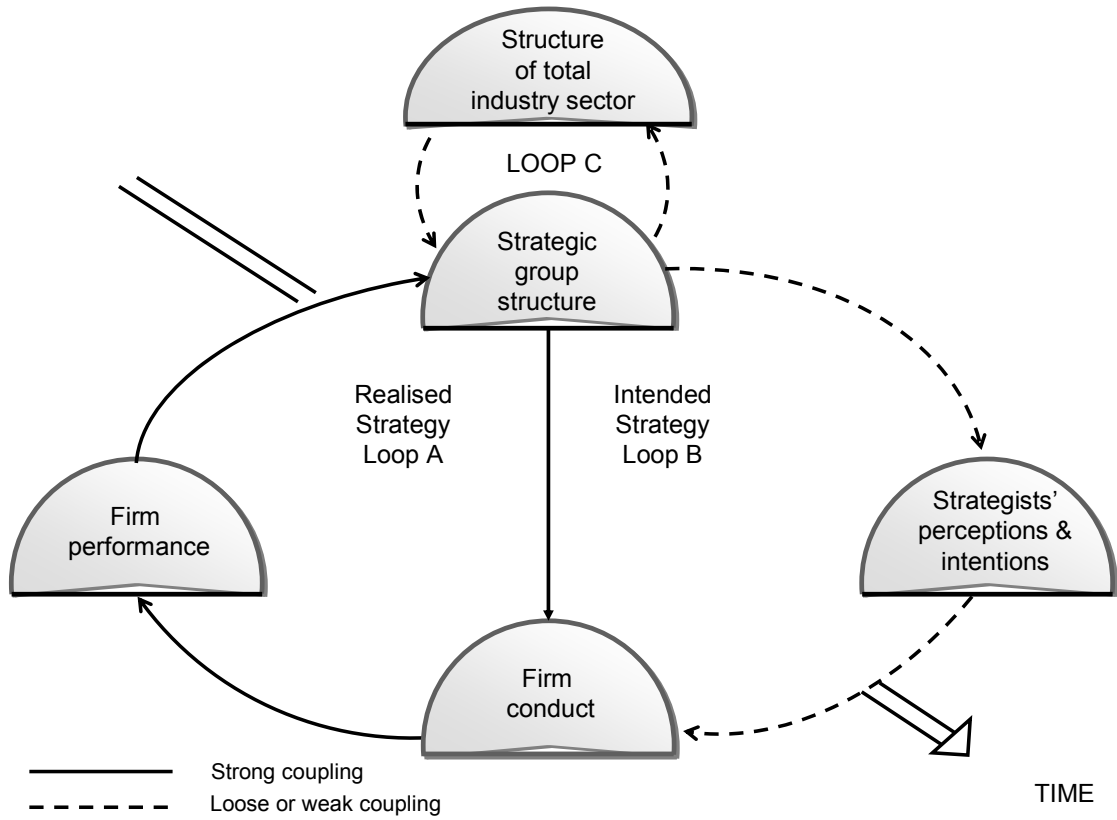 Structure
of total
industry sector
LOOP C
Strategic
group
structure
Realised
Strategy
Loop A
Intended
Strategy
Loop B
Firm
performance
Strategists’
perceptions &
intentions
Firm
conduct
Strong coupling
Loose or weak coupling
TIME